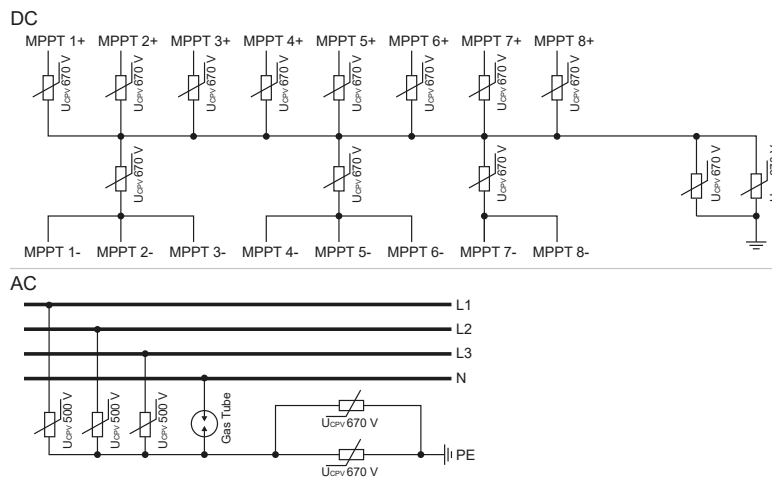 DC
MPPT 1+ MPPT 2+ MPPT 3+ MPPT 4+ MPPT 5+ MPPT 6+ MPPT 7+ MPPT 8+
UCPV 670 V UCPV 670 V UCPV 670 V UCPV 670 V UCPV 670 V UCPV 670 V UCPV 670 V UCPV 670 V
UCPV 670 V UCPV 670 V UCPV 670 V UCPV 670 V 670 V
MPPT 1- MPPT 2- MPPT 3- MPPT 4- MPPT 5- MPPT 6- MPPT 7- MPPT 8-
AC
L1
L2
L3
N
UCPV 500 V UCPV 500 V UCPV 500 V Gas Tube
UCPV 670 V
PE
UCPV 670 V